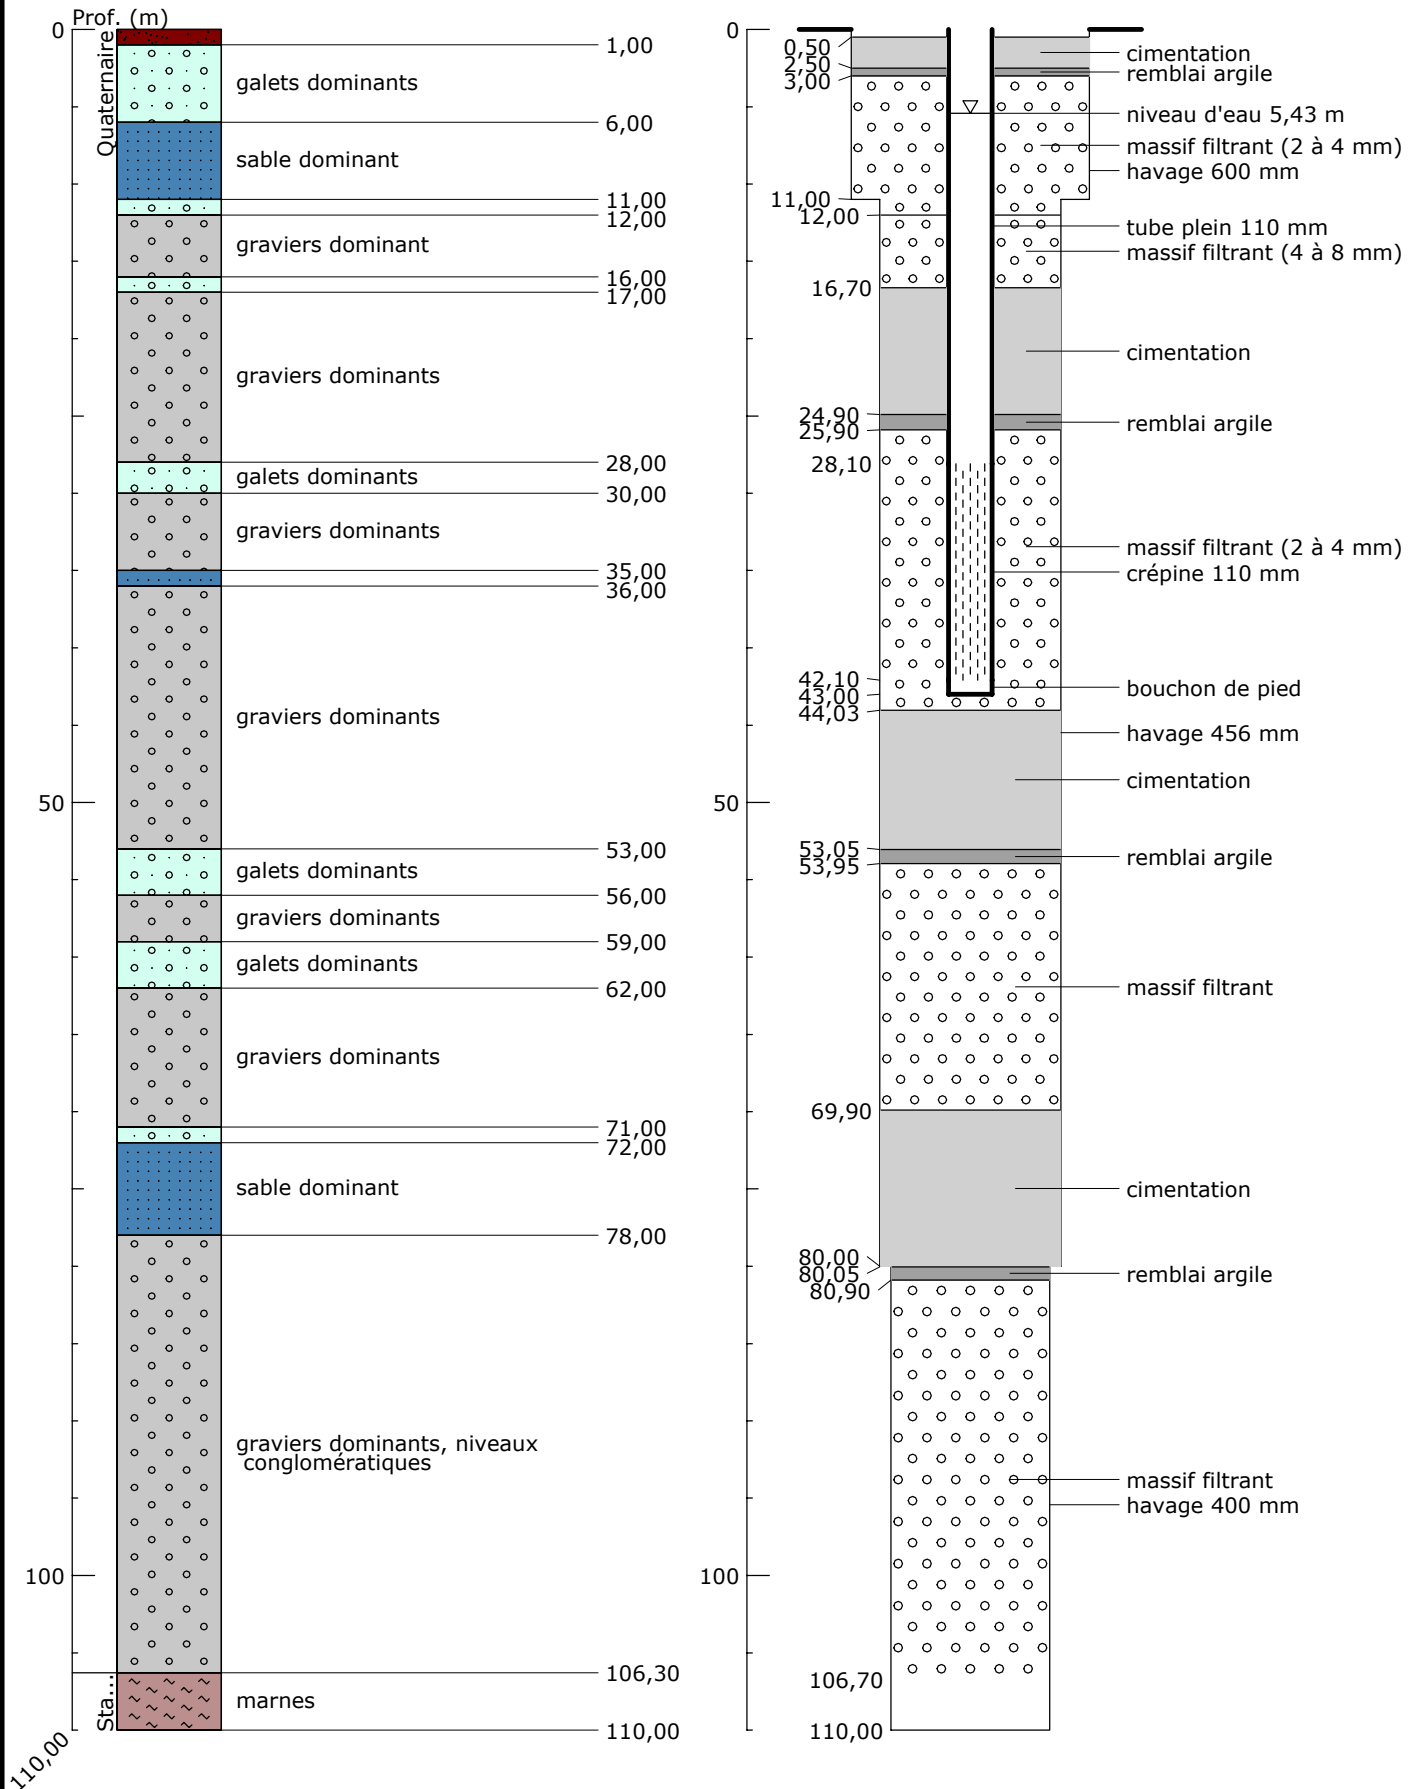 Prof. (m)
0
50
100
110,00
Quaternaire
Sta...
1,00
galets dominants
6,00
sable dominant
11,00
12,00
graviers dominant
16,00
17,00
graviers dominants
28,00
galets dominants
30,00
graviers dominants
35,00
36,00
graviers dominants
53,00
galets dominants
56,00
graviers dominants
59,00
galets dominants
62,00
graviers dominants
71,00
72,00
sable dominant
78,00
graviers dominants, niveaux
conglomératiques
106,30
marnes
110,00
0
50
100
0,50
2,50
3,00
11,00
12,00
16,70
24,90
25,90
28,10
42,10
43,00
44,03
53,05
53,95
69,90
80,00
80,05
80,90
106,70
110,00
cimentation
remblai argile
niveau d'eau 5,43 m
massif filtrant (2 à 4 mm)
havage 600 mm
tube plein 110 mm
massif filtrant (4 à 8 mm)
cimentation
remblai argile
massif filtrant (2 à 4 mm)
crépine 110 mm
bouchon de pied
havage 456 mm
cimentation
remblai argile
massif filtrant
cimentation
remblai argile
massif filtrant
havage 400 mm